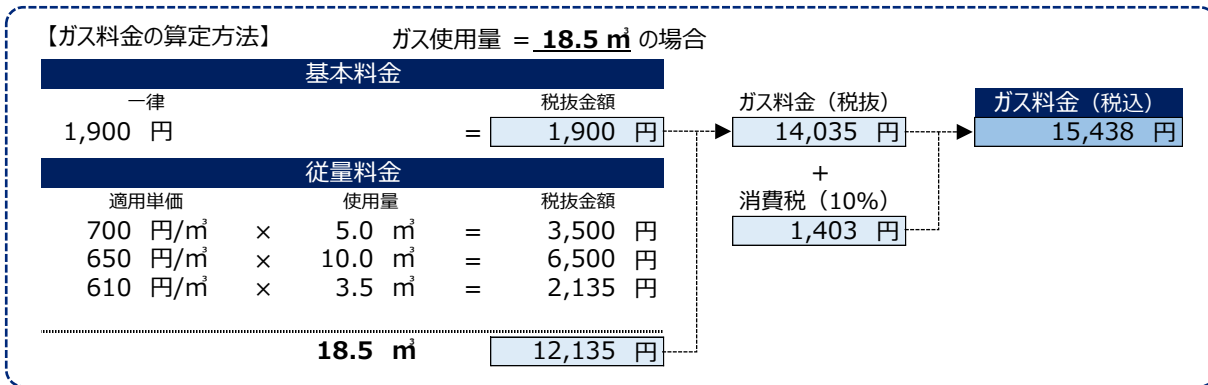 【ガス料金の算定方法】 ガス使用量 = 18.5 ㎥ の場合
基本料金
一律 税抜金額
1,900 円 = 1,900 円
従量料金
適用単価 使用量 税抜金額
700 円/㎥ × 5.0 ㎥ = 3,500 円
650 円/㎥ × 10.0 ㎥ = 6,500 円
610 円/㎥ × 3.5 ㎥ = 2,135 円
18.5 ㎥ 12,135 円
ガス料金（税抜）
14,035 円
+
消費税（10%）
1,403 円
ガス料金（税込）
15,438 円